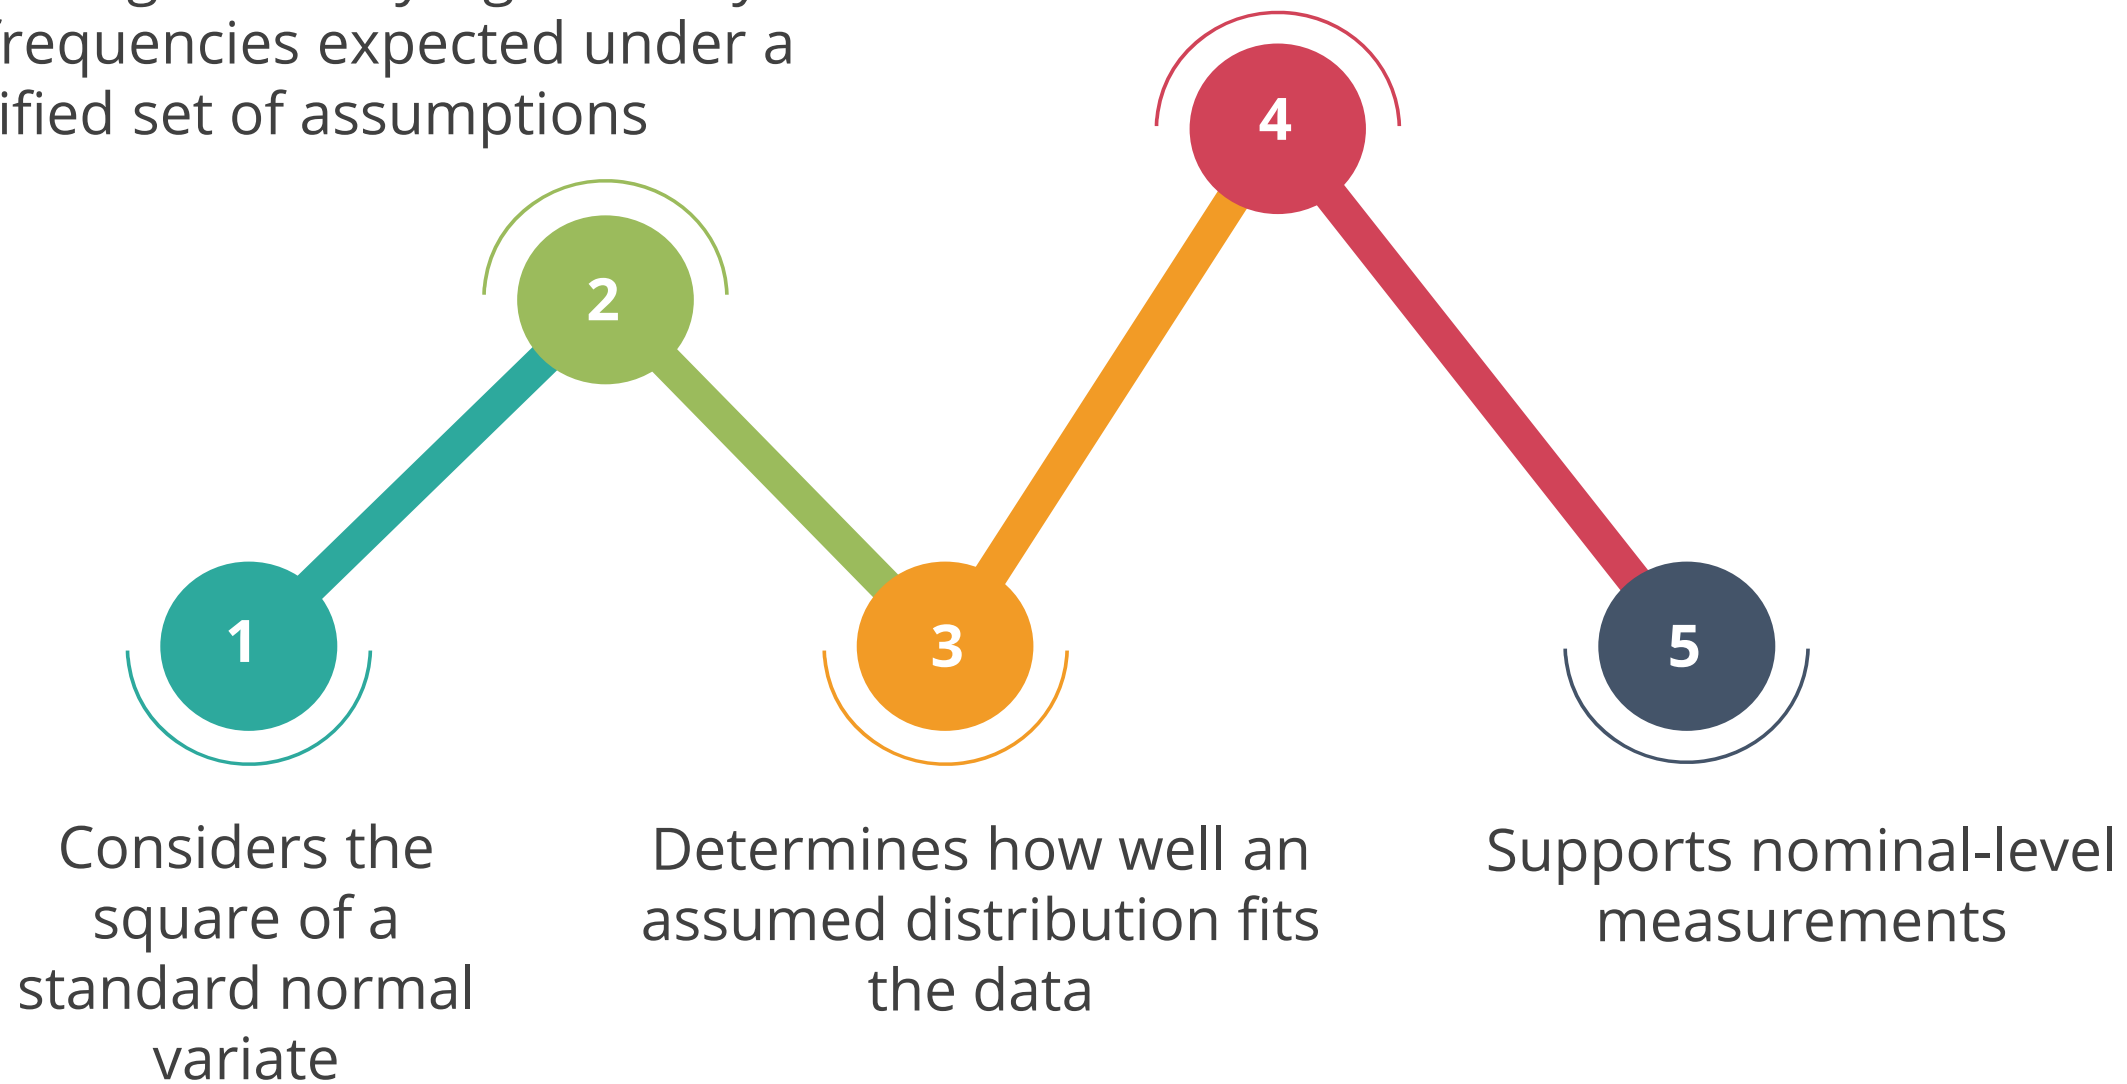 requencies expected under a
ified set of assumptions
4
2
1
3
5
Considers the
square of a
standard normal
variate
Determines how well an
assumed distribution fits
the data
Supports nominal-level
measurements